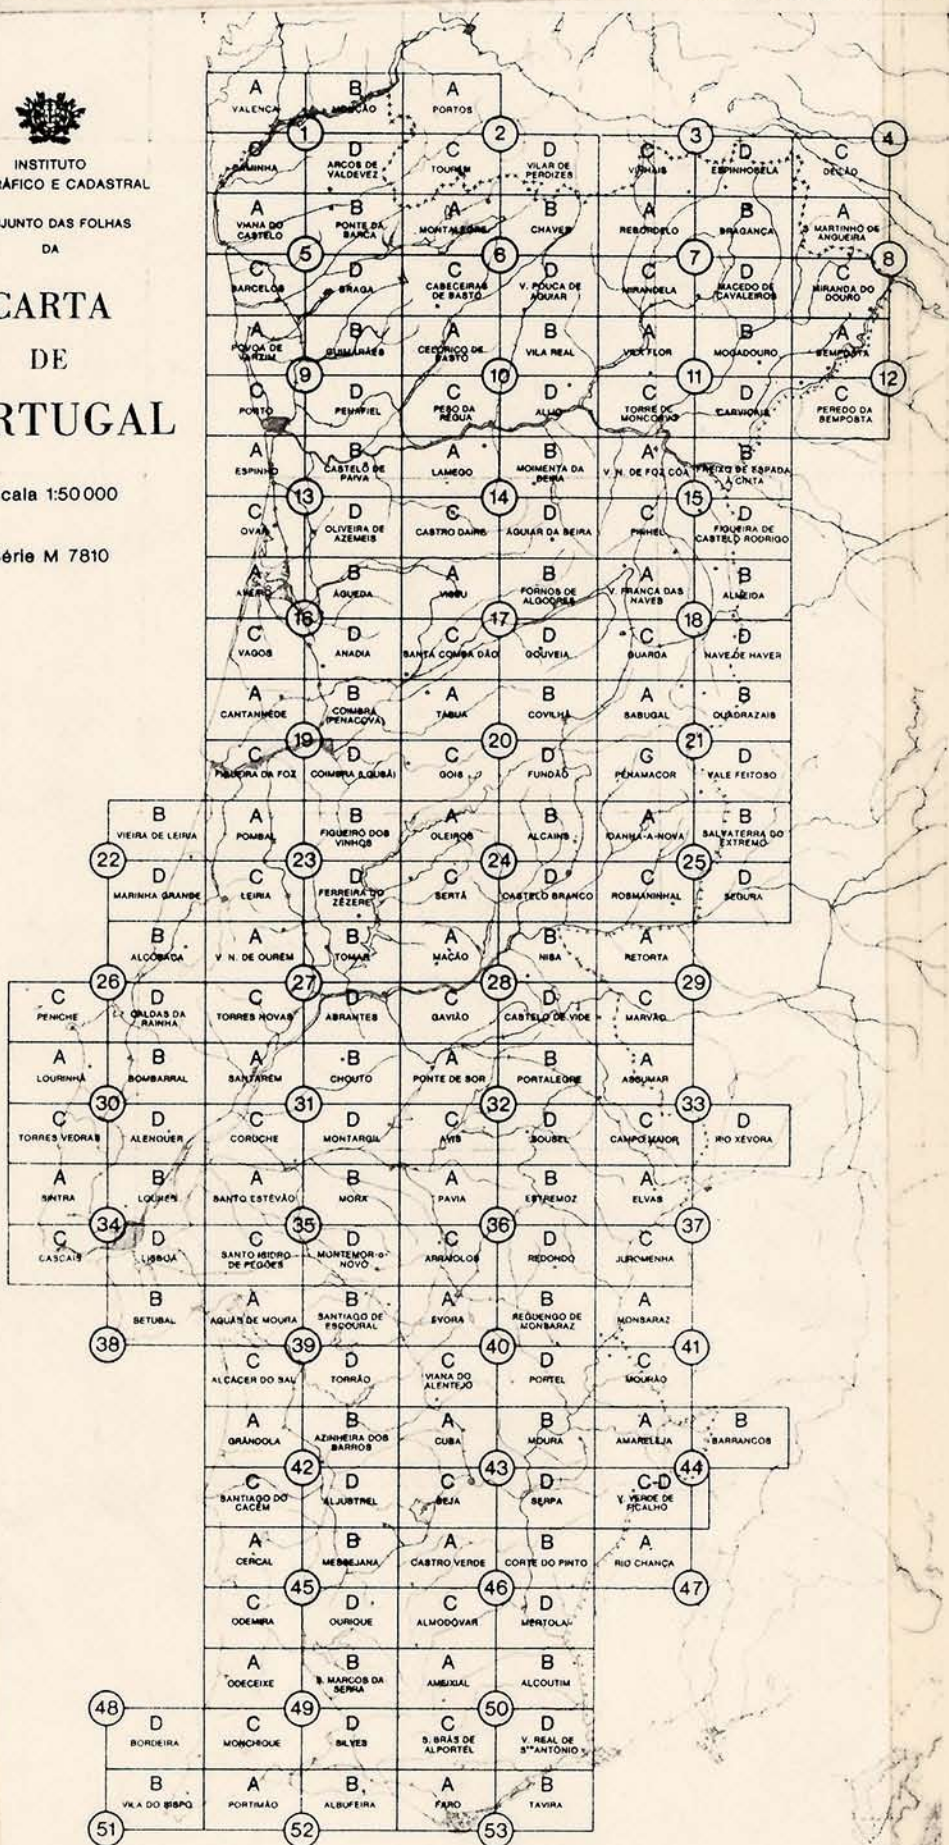 INSTITUTO
RÁFICO E CADASTRAL
JUNTO DAS FOLHAS
DA
CARTA
DE
RTUGAL
cala 1:50 000
érie M 7810
A B A
VALENÇA MONÇÃO PORTOS
1 2 3 4
C D C D C D C
CAMINHA ARCOS DE VALDEVEZ TOURÉM VILAR DE PERDIZES VINHAIS ESPINHOSELA DEILÃO
A B A B A B A
VIANA DO CASTELO PONTE DA BARCA MONTALEGRE CHAVES REBORDELO BRAGANÇA S. MARTINHO DE ANGUEIRA
5 6 7 8
C D C D C D C
BARCELOS BRAGA CABECEIRAS DE BASTO V. POUCA DE AGUIAR MIRANDELA MACEDO DE CAVALEIROS MIRANDA DO DOURO
A B A B A B A
PÓVOA DE VARZIM GUIMARÃES CELORICO DE BASTO VILA REAL VILA FLOR MOGADOURO BEMPOSTA
9 10 11 12
C D C D C D C
PORTO PENAFIEL PESO DA RÉGUA ALIJÓ TORRE DE MONCORVO CARVIÇAIS PEREDO DA BEMPOSTA
A B A B A B
ESPINHO CASTELO DE PAIVA LAMEGO MOIMENTA DA BEIRA V. N. DE FOZ CÔA FREIXO DE ESPADA À CINTA
13 14 15
C D C D C D
OVAR OLIVEIRA DE AZEMEIS CASTRO DAIRE AGUIAR DA BEIRA PINHEL FIGUEIRA DE CASTELO RODRIGO
A B A B A B
AVEIRO ÁGUEDA VISEU FORNOS DE ALGODRES V. FRANCA DAS NAVES ALMEIDA
16 17 18
C D C D C D
VAGOS ANADIA SANTA COMBA DÃO GOUVEIA GUARDA NAVE DE HAVER
A B A B A B
CANTANHEDE COIMBRA (PENACOVA) TÁBUA COVILHÃ SABUGAL QUADRAZAIS
19 20 21
C D C D G D
FIGUEIRA DA FOZ COIMBRA (LOUSÃ) GOIS FUNDÃO PENAMACOR VALE FEITOSO
B A B A B A B
VIEIRA DE LEIRIA POMBAL FIGUEIRÓ DOS VINHOS OLEIROS ALCAINS IDANHA-A-NOVA SALVATERRA DO EXTREMO
22 23 24 25
D C D C D C D
MARINHA GRANDE LEIRIA FERREIRA DO ZÊZERE SERTÃ CASTELO BRANCO ROSMANINHAL SEGURA
B A B A B A
ALCOBAÇA V. N. DE OURÉM TOMAR MAÇÃO NISA RETORTA
26 27 28 29
C D C D C D C
PENICHE CALDAS DA RAINHA TORRES NOVAS ABRANTES GAVIÃO CASTELO DE VIDE MARVÃO
A B A B A B A
LOURINHÃ BOMBARRAL SANTARÉM CHOUTO PONTE DE SOR PORTALEGRE ASSUMAR
30 31 32 33
C D C D C D C D
TORRES VEDRAS ALENQUER CORUCHE MONTARGIL AVIS SOUSEL CAMPO MAIOR RIO XÉVORA
A B A B A B A
SINTRA LOURES SANTO ESTÊVÃO MORA PAVIA ESTREMOZ ELVAS
34 35 36 37
C D C D C D C
CASCAIS LISBOA SANTO ISIDRO DE PEGÕES MONTEMOR-O-NOVO ARRAIOLOS REDONDO JUROMENHA
B A B A B A
SETUBAL AGUAS DE MOURA SANTIAGO DE ESCOURAL ÉVORA REGUENGO DE MONSARAZ MONSARAZ
38 39 40 41
C D C D C
ALCÁCER DO SAL TORRÃO VIANA DO ALENTEJO PORTEL MOURÃO
A B A B A B
GRÂNDOLA AZINHEIRA DOS BARROS CUBA MOURA AMARELEJA BARRANCOS
42 43 44
C D C D C-D
SANTIAGO DO CACÉM ALJUSTREL BEJA SERPA V. VERDE DE FICALHO
A B A B A
CERCAL MESSEJANA CASTRO VERDE CORTE DO PINTO RIO CHANÇA
45 46 47
C D C D
ODEMIRA OURIQUE ALMODÓVAR MERTOLA
A B A B
ODECEIXE S. MARCOS DA SERRA AMEIXIAL ALCOUTIM
48 49 50
D C D C D
BORDEIRA MONCHIQUE SILVES S. BRÁS DE ALPORTEL V. REAL DE Sto ANTÓNIO
B A B A B
VILA DO BISPO PORTIMÃO ALBUFEIRA FARO TAVIRA
51 52 53